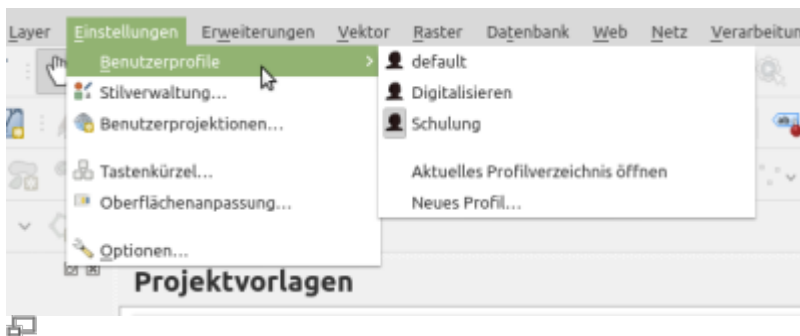 Layer Einstellungen Erweiterungen Vektor Raster Datenbank Web Netz
Benutzerprofile
Stilverwaltung...
Benutzerprojektionen...
Tastenkürzel...
Oberflächenanpassung...
Optionen...
default
Digitalisieren
Schulung
Aktuelles Profilverzeichnis öffnen
Neues Profil...
Projektvorlagen